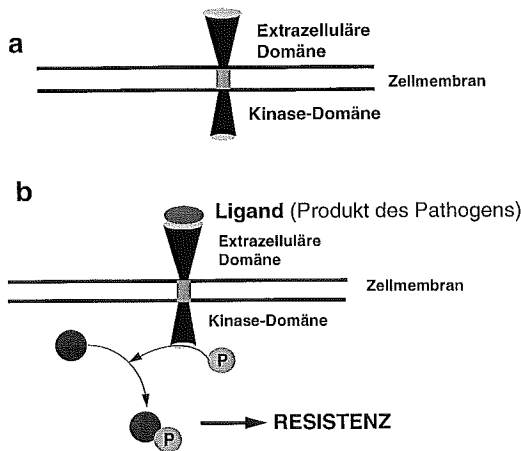 a
Extrazelluläre
Domäne
Zellmembran
Kinase-Domäne
b
Ligand (Produkt des Pathogens)
Extrazelluläre
Domäne
Zellmembran
Kinase-Domäne
P
P
RESISTENZ